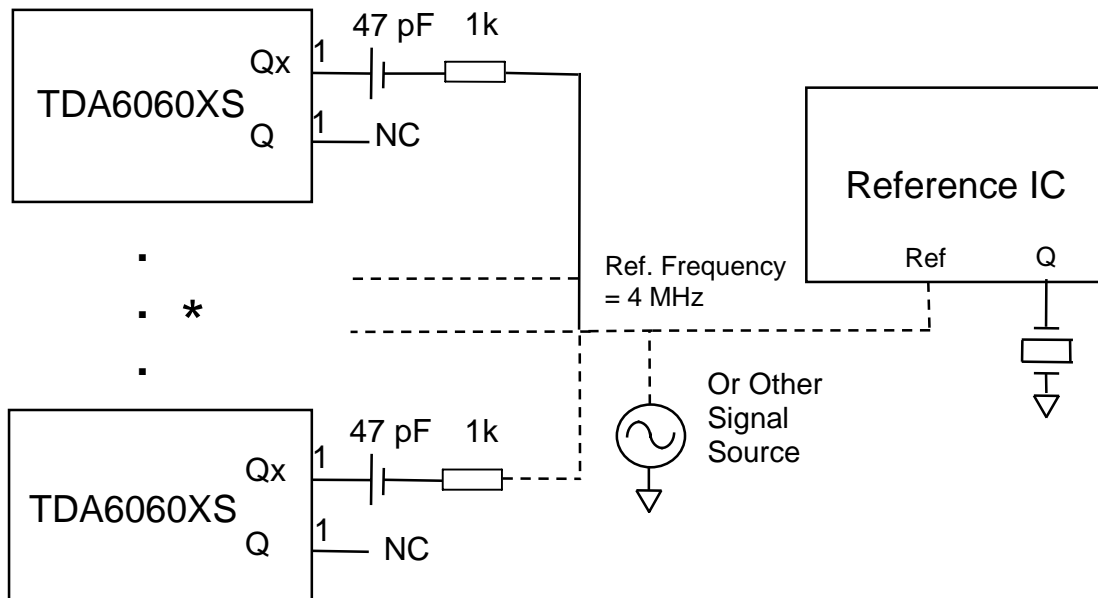 47 pF 1k
Qx 1
TDA6060XS
Q 1 NC
Reference IC
Ref Q
Ref. Frequency
= 4 MHz
*
Or Other
Signal
Source
47 pF 1k
Qx 1
TDA6060XS
Q 1 NC